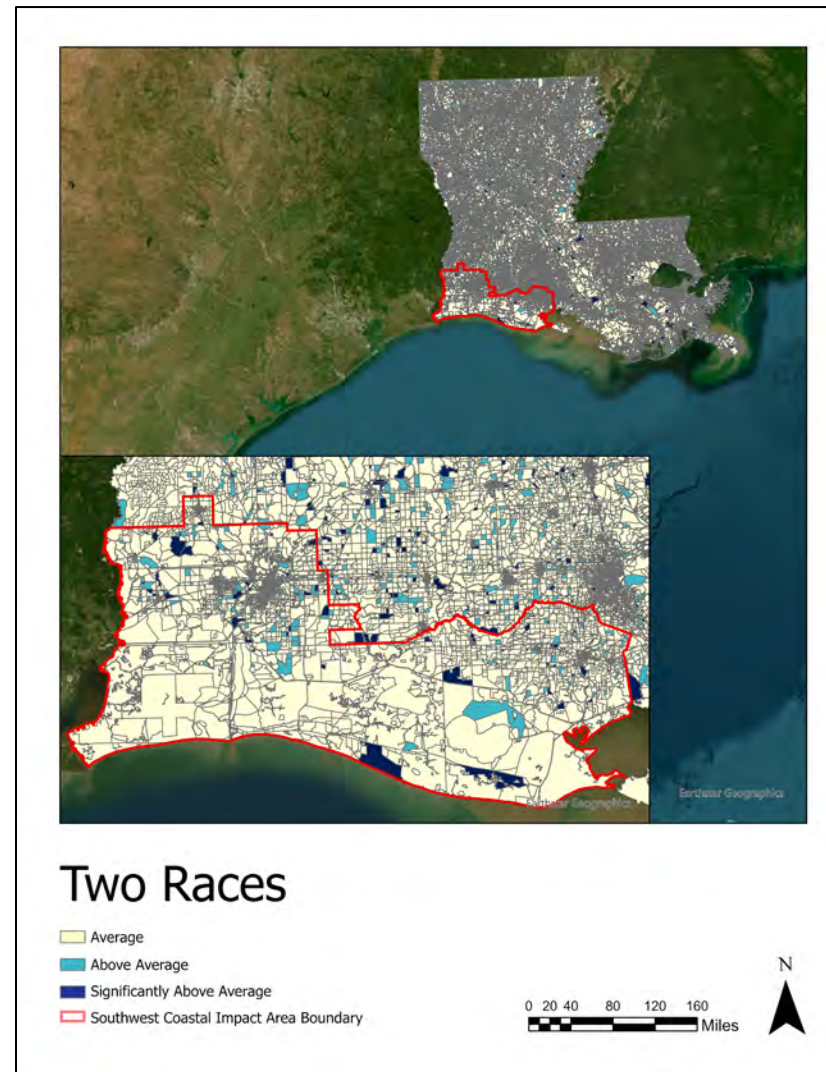 Earthstar Geographics
Earthstar Geographics
Two Races
Average
Above Average
Significantly Above Average
Southwest Coastal Impact Area Boundary
N
0 20 40 80 120 160
Miles